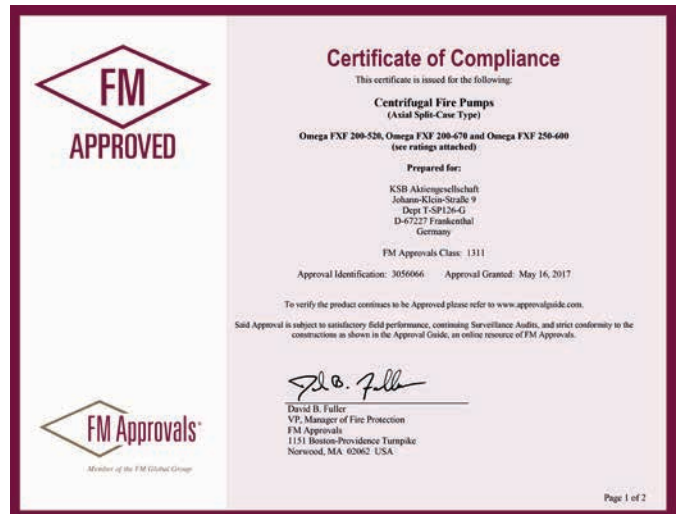 FM
APPROVED
Certificate of Compliance
This certificate is issued for the following:
Centrifugal Fire Pumps
(Axial Split-Case Type)
Omega FXF 200-520, Omega FXF 200-670 and Omega FXF 250-600
(see ratings attached)
Prepared for:
KSB Aktiengesellschaft
Johann-Klein-Straße 9
Dept T-SP126-G
D-67227 Frankenthal
Germany
FM Approvals Class: 1311
Approval Identification: 3056066 Approval Granted: May 16, 2017
To verify the product continues to be Approved please refer to www.approvalguide.com.
Said Approval is subject to satisfactory field performance, continuing Surveillance Audits, and strict conformity to the
constructions as shown in the Approval Guide, an online resource of FM Approvals.
David B. Fuller
VP, Manager of Fire Protection
FM Approvals
1151 Boston-Providence Turnpike
Norwood, MA 02062 USA
FM Approvals
Member of the FM Global Group
Page 1 of 2